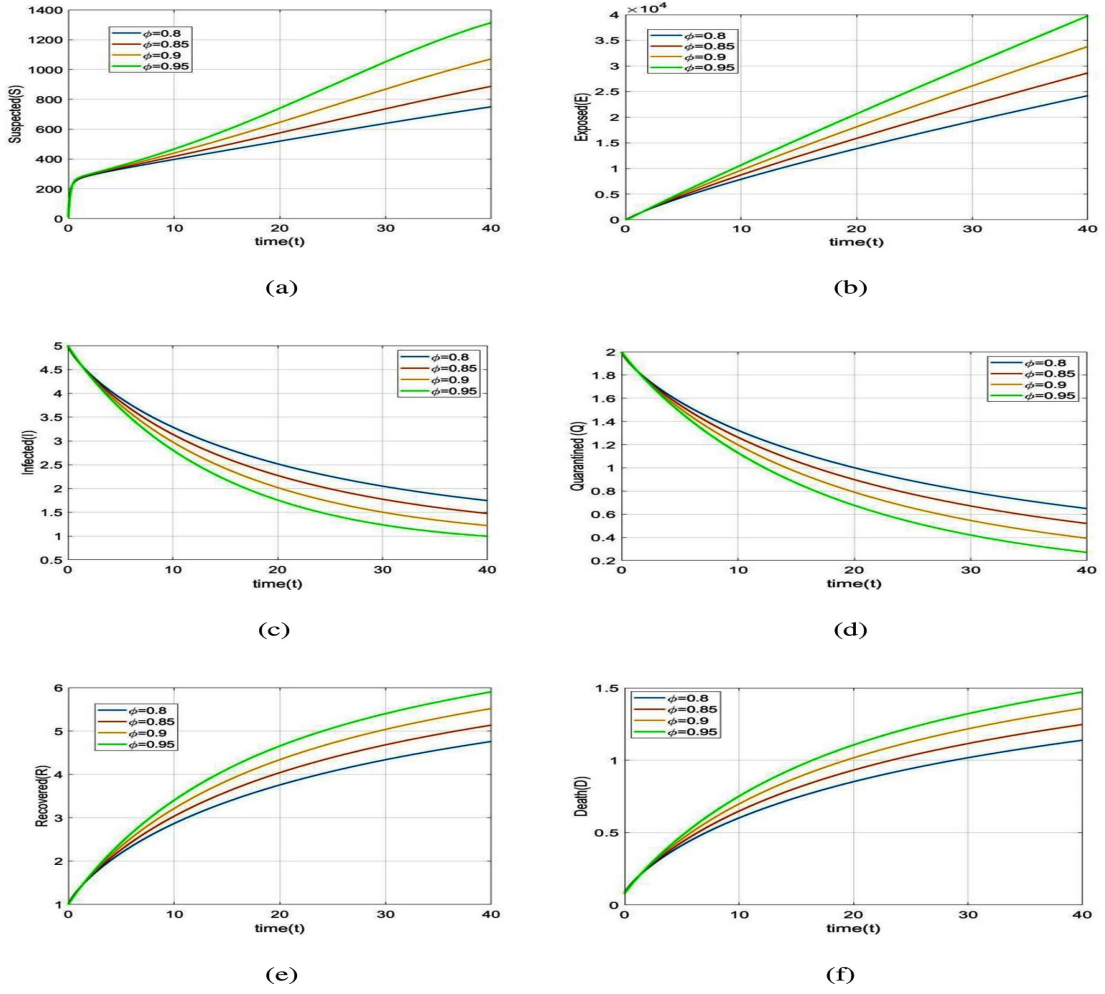 1400
1200
1000
800
600
400
200
0
Suspected(S)
ϕ=0.8
ϕ=0.85
ϕ=0.9
ϕ=0.95
0 10 20 30 40
time(t)
(a)
×10⁴
4
3.5
3
2.5
2
1.5
1
0.5
0
Exposed(E)
ϕ=0.8
ϕ=0.85
ϕ=0.9
ϕ=0.95
0 10 20 30 40
time(t)
(b)
5
4.5
4
3.5
3
2.5
2
1.5
1
0.5
Infected(I)
ϕ=0.8
ϕ=0.85
ϕ=0.9
ϕ=0.95
0 10 20 30 40
time(t)
(c)
2
1.8
1.6
1.4
1.2
1
0.8
0.6
0.4
0.2
Quarantined (Q)
ϕ=0.8
ϕ=0.85
ϕ=0.9
ϕ=0.95
0 10 20 30 40
time(t)
(d)
6
5
4
3
2
1
Recovered(R)
ϕ=0.8
ϕ=0.85
ϕ=0.9
ϕ=0.95
0 10 20 30 40
time(t)
(e)
1.5
1
0.5
0
Death(D)
ϕ=0.8
ϕ=0.85
ϕ=0.9
ϕ=0.95
0 10 20 30 40
time(t)
(f)